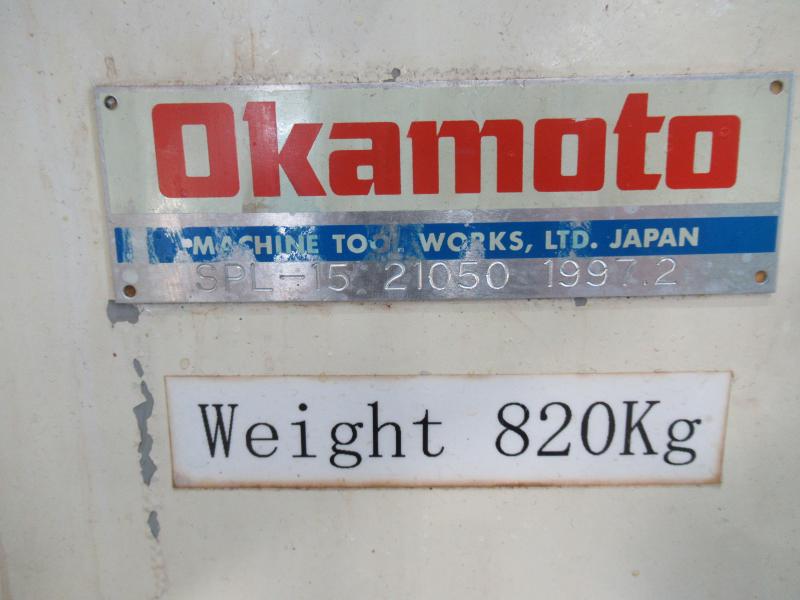 Okamoto
MACHINE TOOL WORKS, LTD. JAPAN
SPL-15 21050 1997.2
Weight 820Kg